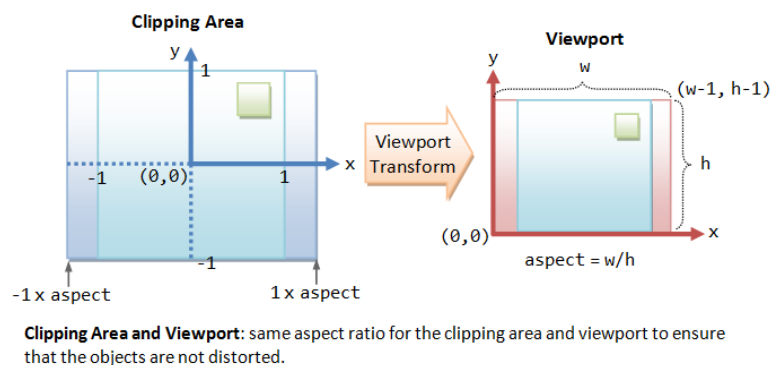 Clipping Area
y
1
-1
(0,0)
1
x
-1
-1 x aspect
1 x aspect
Viewport
Transform
Viewport
y
w
(w-1, h-1)
h
(0,0)
x
aspect = w/h
Clipping Area and Viewport: same aspect ratio for the clipping area and viewport to ensure
that the objects are not distorted.